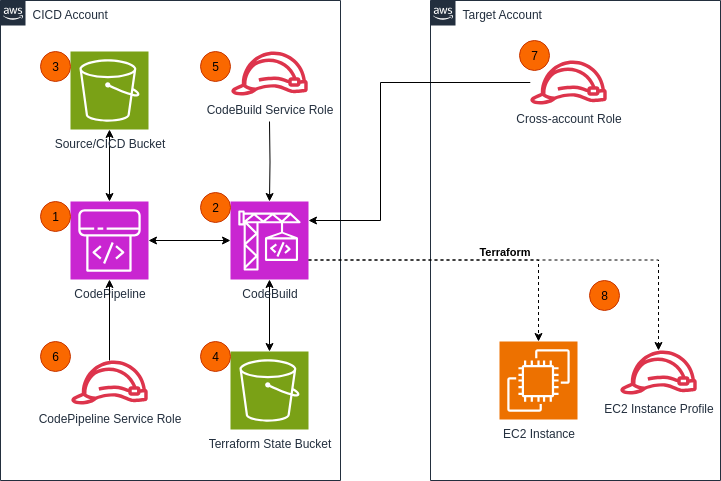 aws
CICD Account
aws
Target Account
3
5
7
CodeBuild Service Role
Source/CICD Bucket
Cross-account Role
1
2
</>
</>
CodePipeline
CodeBuild
Terraform
8
6
4
CodePipeline Service Role
EC2 Instance Profile
Terraform State Bucket
EC2 Instance